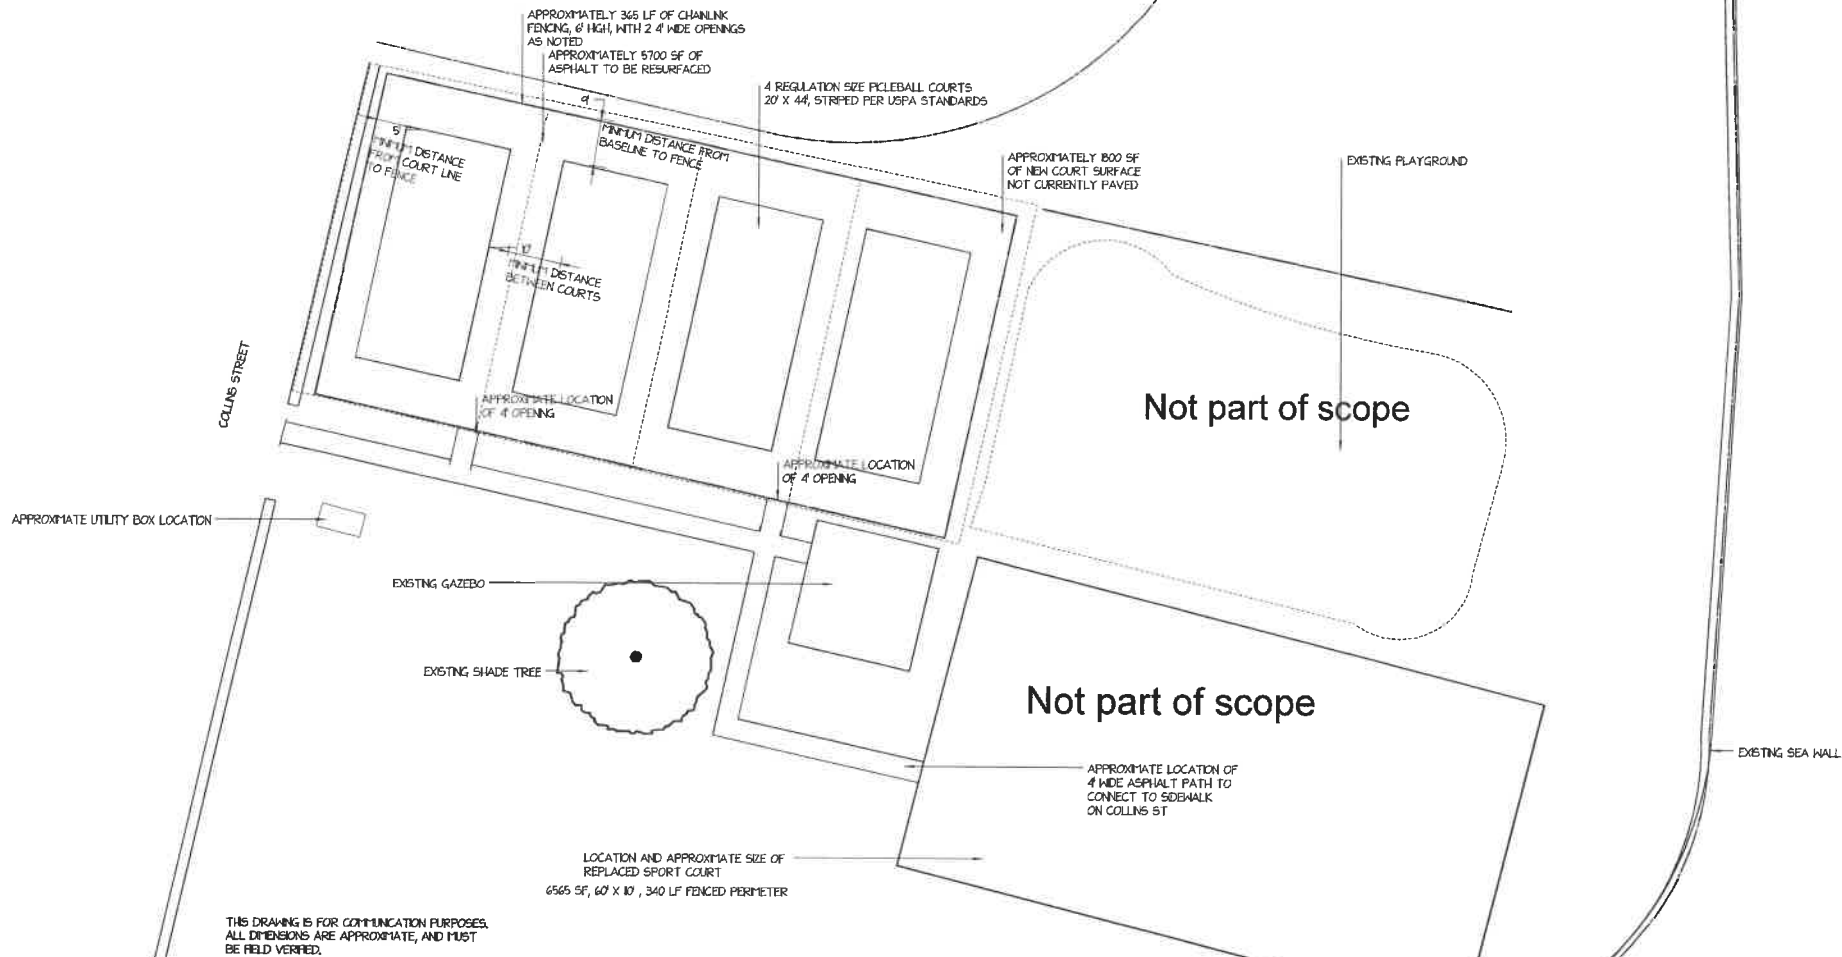 APPROXIMATELY 365 LF OF CHAINLINK
FENCING, 6' HIGH, WITH 2 4' WIDE OPENINGS
AS NOTED
APPROXIMATELY 5700 SF OF
ASPHALT TO BE RESURFACED
4 REGULATION SIZE PICLEBALL COURTS
20' X 44', STRIPED PER USPA STANDARDS
9'
MINIMUM DISTANCE FROM
BASELINE TO FENCE
5'
MINIMUM DISTANCE
FROM COURT LINE
TO FENCE
APPROXIMATELY 1800 SF
OF NEW COURT SURFACE
NOT CURRENTLY PAVED
EXISTING PLAYGROUND
10'
MINIMUM DISTANCE
BETWEEN COURTS
COLLINS STREET
APPROXIMATE LOCATION
OF 4' OPENING
Not part of scope
APPROXIMATE LOCATION
OF 4' OPENING
APPROXIMATE UTILITY BOX LOCATION
EXISTING GAZEBO
EXISTING SHADE TREE
Not part of scope
EXISTING SEA WALL
APPROXIMATE LOCATION OF
4' WIDE ASPHALT PATH TO
CONNECT TO SIDEWALK
ON COLLINS ST
LOCATION AND APPROXIMATE SIZE OF
REPLACED SPORT COURT
6565 SF, 60' X 110', 340 LF FENCED PERIMETER
THIS DRAWING IS FOR COMMUNICATION PURPOSES.
ALL DIMENSIONS ARE APPROXIMATE, AND MUST
BE FIELD VERIFIED.